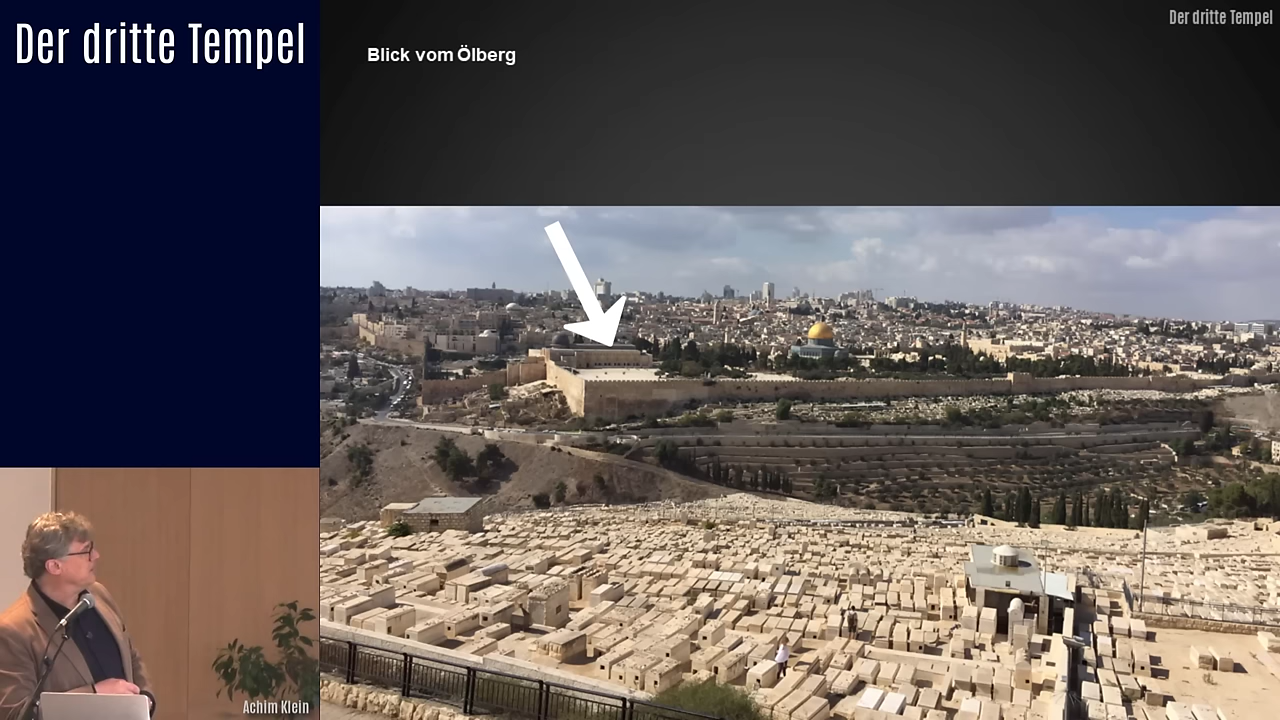 Der dritte Tempel
Der dritte Tempel
Blick vom Ölberg
Achim Klein